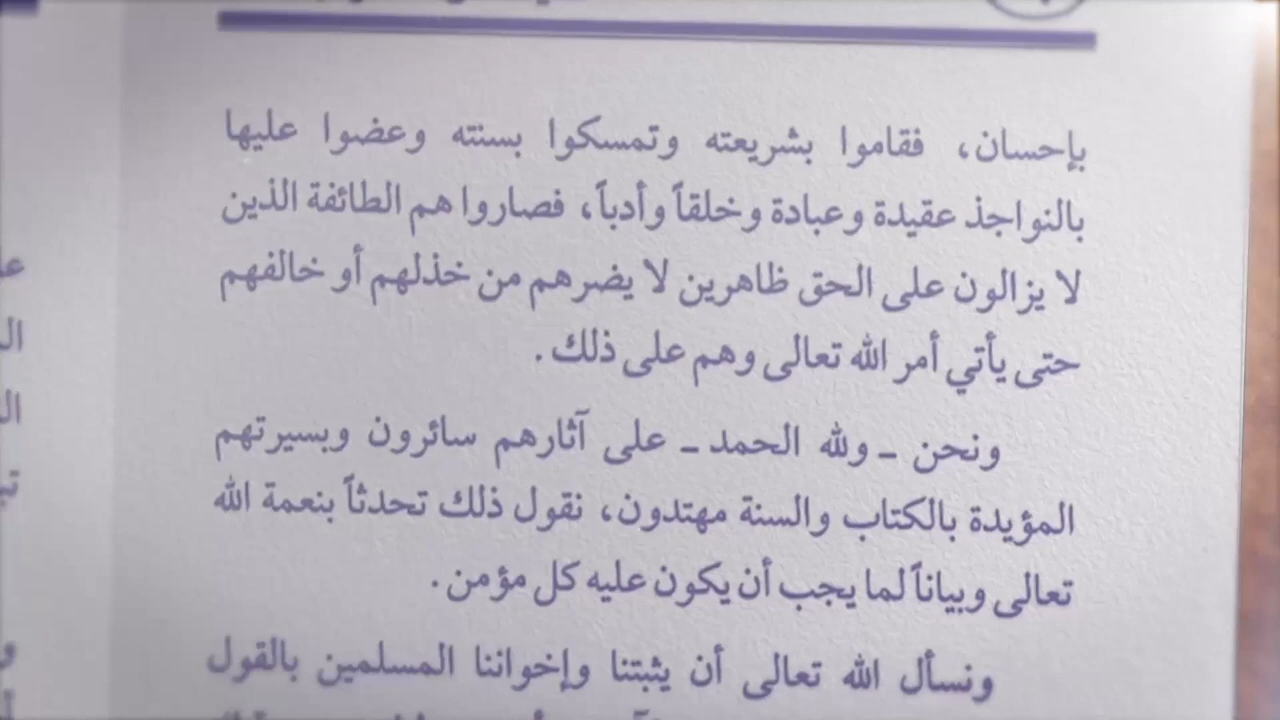 بإحسان، فقاموا بشريعته وتمسكوا بسنته وعضوا عليها
بالنواجذ عقيدة وعبادة وخلقاً وأدباً، فصاروا هم الطائفة الذين
لا يزالون على الحق ظاهرين لا يضرهم من خذلهم أو خالفهم
حتى يأتي أمر الله تعالى وهم على ذلك.
ونحن ـ ولله الحمد ـ على آثارهم سائرون وبسيرتهم
المؤيدة بالكتاب والسنة مهتدون، نقول ذلك تحدثاً بنعمة الله
تعالى وبياناً لما يجب أن يكون عليه كل مؤمن.
ونسأل الله تعالى أن يثبتنا وإخواننا المسلمين بالقول